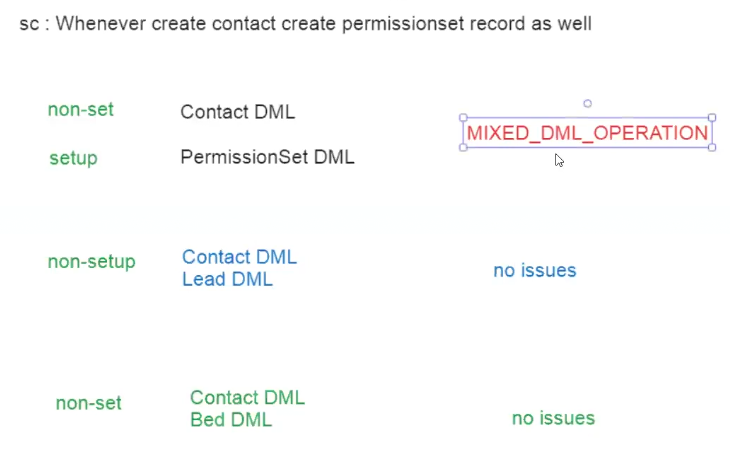 sc : Whenever create contact create permissionset record as well
non-set
Contact DML
MIXED_DML_OPERATION
setup
PermissionSet DML
non-setup
Contact DML
Lead DML
no issues
non-set
Contact DML
Bed DML
no issues